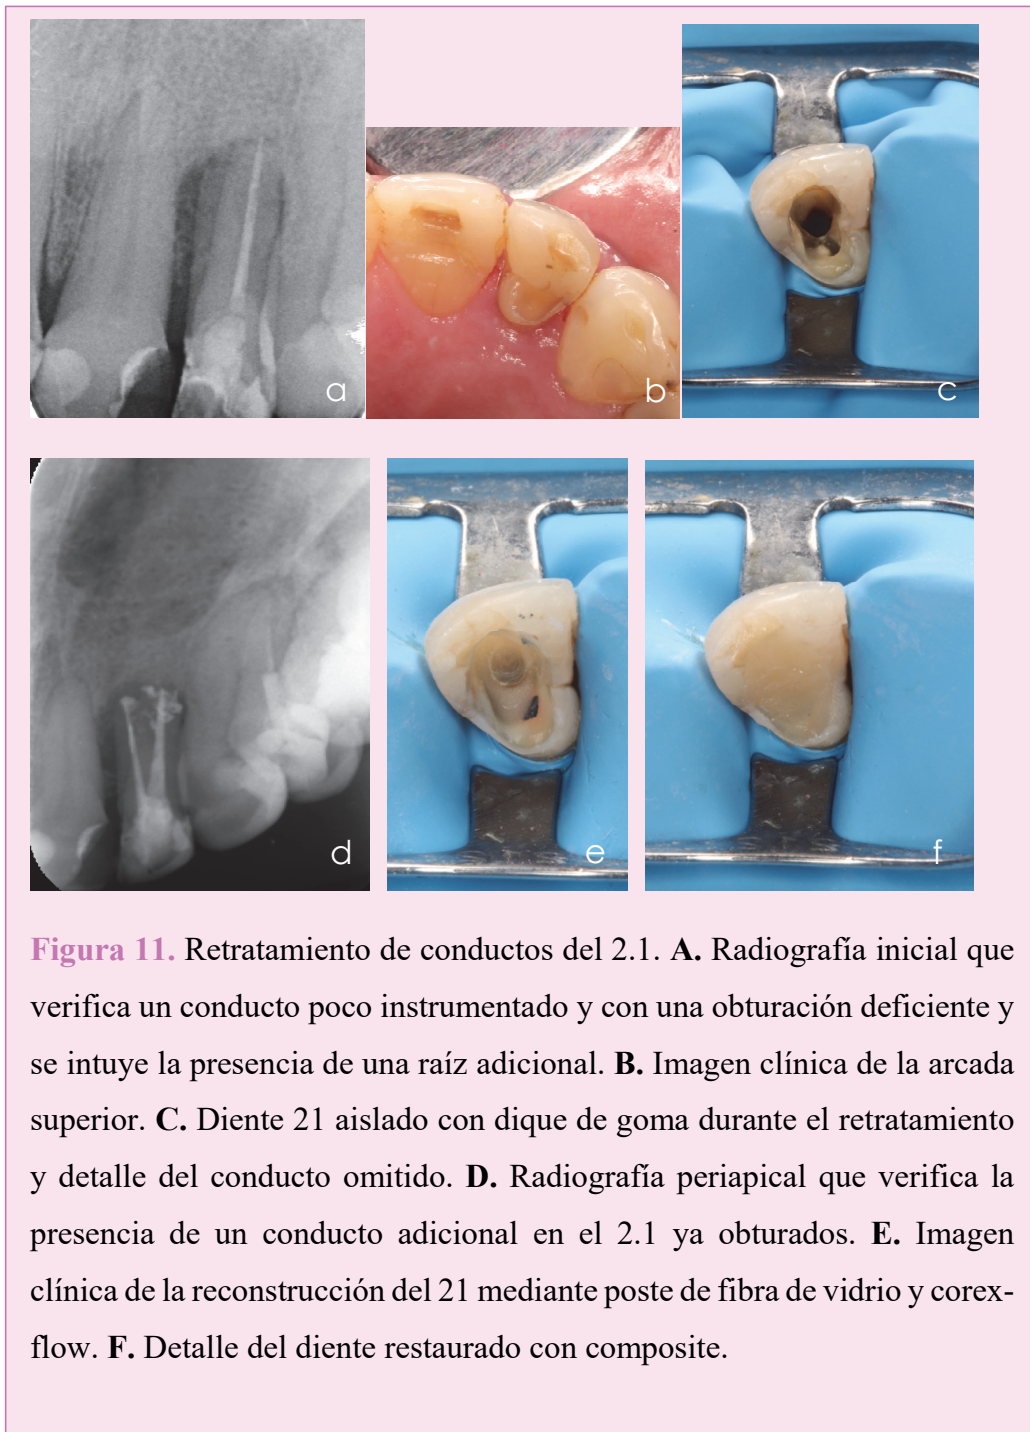 a
b
c
d
e
f
Figura 11. Retratamiento de conductos del 2.1. A. Radiografía inicial que
verifica un conducto poco instrumentado y con una obturación deficiente y
se intuye la presencia de una raíz adicional. B. Imagen clínica de la arcada
superior. C. Diente 21 aislado con dique de goma durante el retratamiento
y detalle del conducto omitido. D. Radiografía periapical que verifica la
presencia de un conducto adicional en el 2.1 ya obturados. E. Imagen
clínica de la reconstrucción del 21 mediante poste de fibra de vidrio y corex-
flow. F. Detalle del diente restaurado con composite.